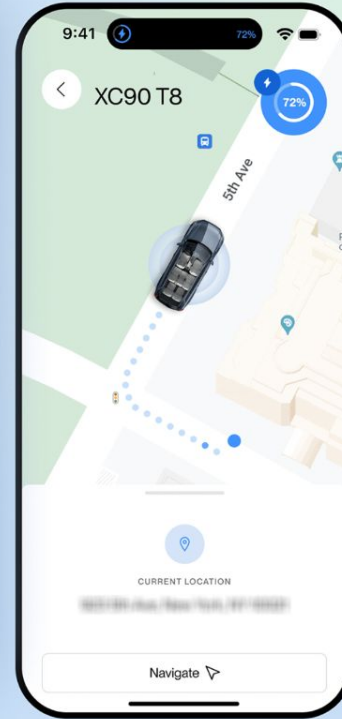 9:41
72%
XC90 T8
72%
5th Ave
CURRENT LOCATION
Navigate